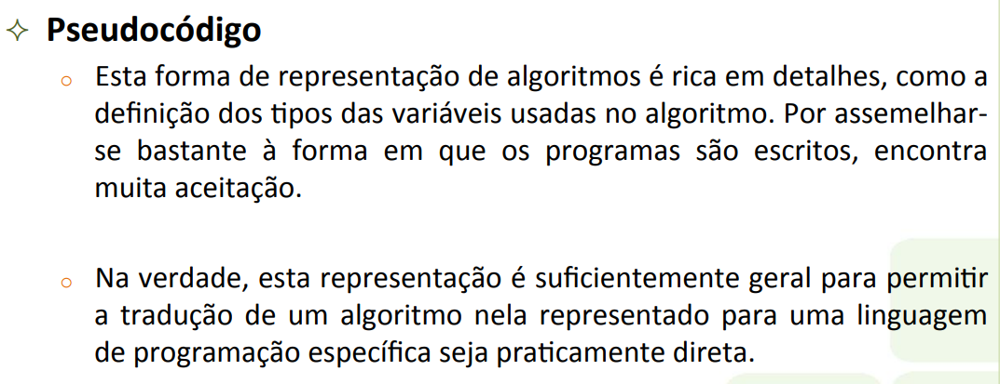 Pseudocódigo
Esta forma de representação de algoritmos é rica em detalhes, como a
definição dos tipos das variáveis usadas no algoritmo. Por assemelhar-
se bastante à forma em que os programas são escritos, encontra
muita aceitação.
Na verdade, esta representação é suficientemente geral para permitir
a tradução de um algoritmo nela representado para uma linguagem
de programação específica seja praticamente direta.